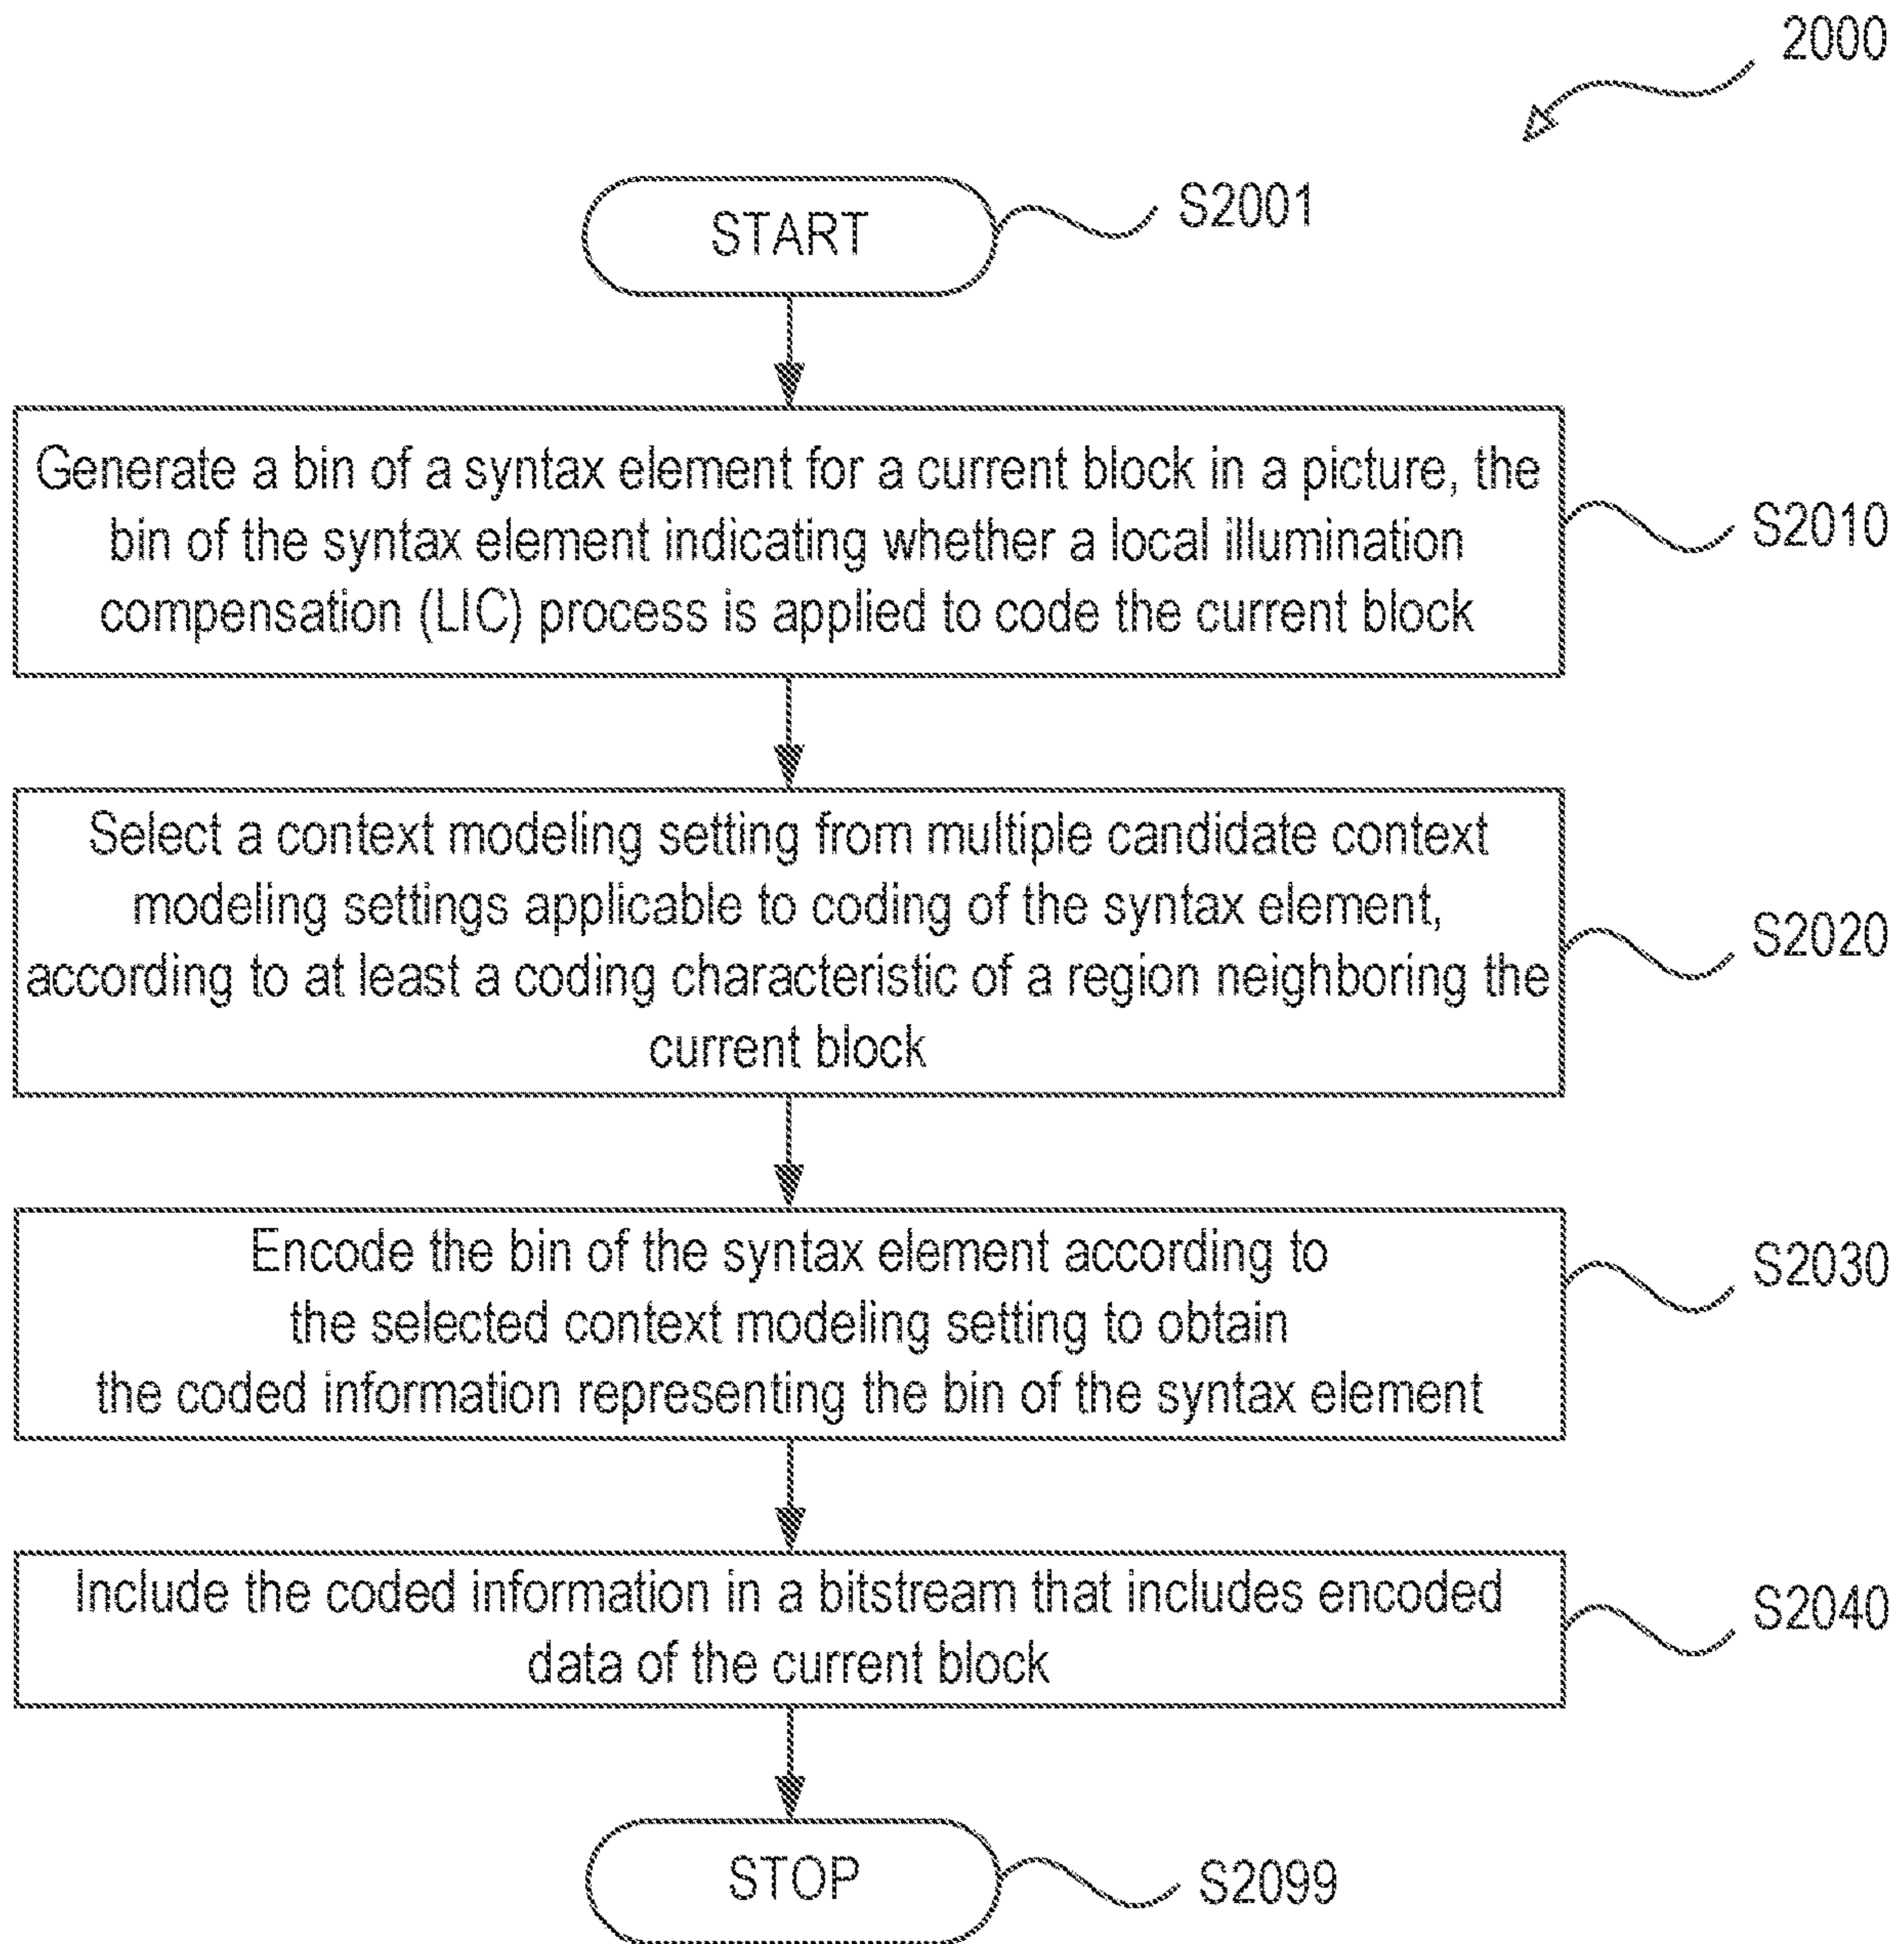 2000
START
S2001
Generate a bin of a syntax element for a current block in a picture, the
bin of the syntax element indicating whether a local illumination
compensation (LIC) process is applied to code the current block
S2010
Select a context modeling setting from multiple candidate context
modeling settings applicable to coding of the syntax element,
according to at least a coding characteristic of a region neighboring the
current block
S2020
Encode the bin of the syntax element according to
the selected context modeling setting to obtain
the coded information representing the bin of the syntax element
S2030
Include the coded information in a bitstream that includes encoded
data of the current block
S2040
STOP
S2099